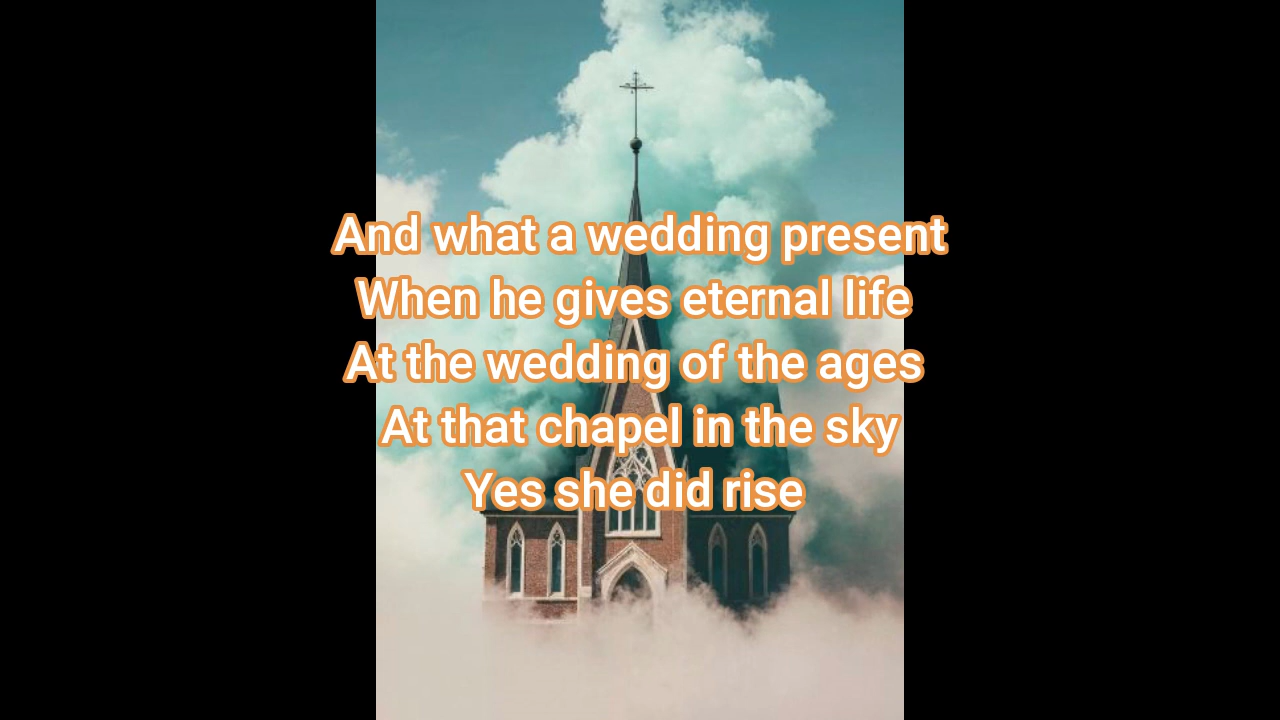 And what a wedding present
When he gives eternal life
At the wedding of the ages
At that chapel in the sky
Yes she did rise